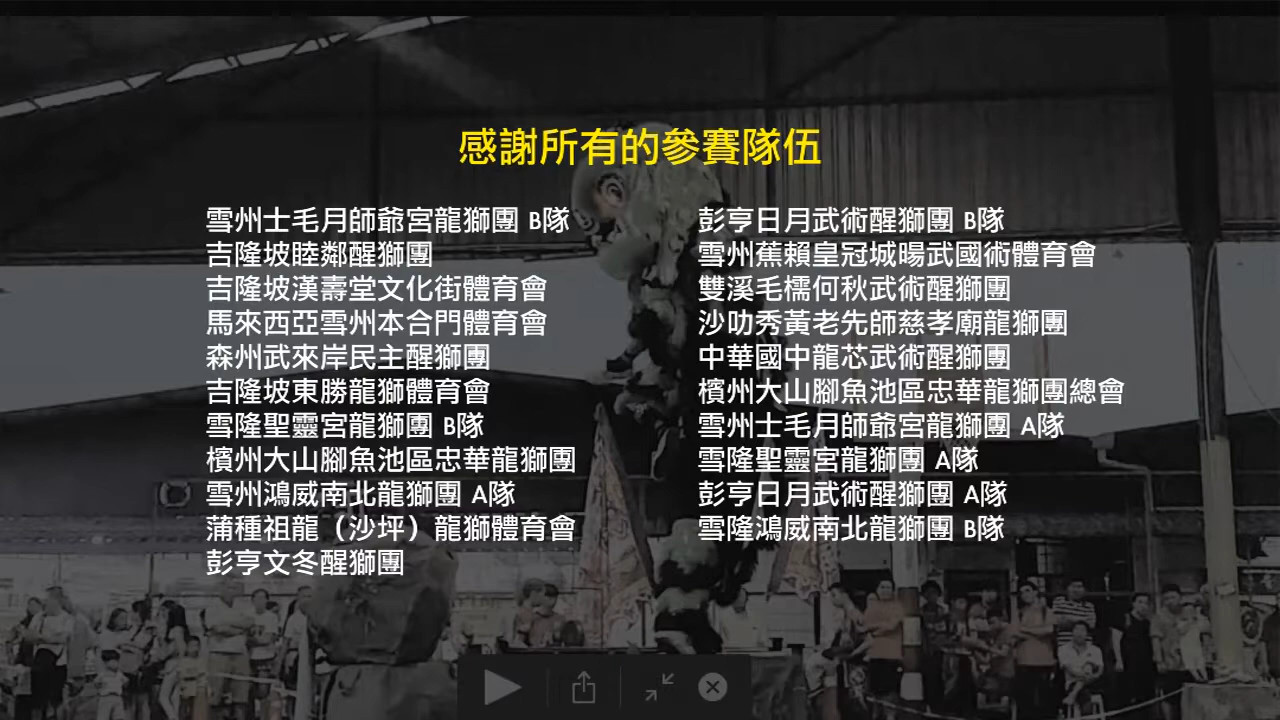 感謝所有的參賽隊伍
雪州士毛月師爺宮龍獅團 B隊
吉隆坡睦鄰醒獅團
吉隆坡漢壽堂文化街體育會
馬來西亞雪州本合門體育會
森州武來岸民主醒獅團
吉隆坡東勝龍獅體育會
雪隆聖靈宮龍獅團 B隊
檳州大山腳魚池區忠華龍獅團
雪州鴻威南北龍獅團 A隊
蒲種祖龍（沙坪）龍獅體育會
彭亨文冬醒獅團
彭亨日月武術醒獅團 B隊
雪州蕉賴皇冠城暘武國術體育會
雙溪毛檽何秋武術醒獅團
沙叻秀黃老先師慈孝廟龍獅團
中華國中龍芯武術醒獅團
檳州大山腳魚池區忠華龍獅團總會
雪州士毛月師爺宮龍獅團 A隊
雪隆聖靈宮龍獅團 A隊
彭亨日月武術醒獅團 A隊
雪隆鴻威南北龍獅團 B隊